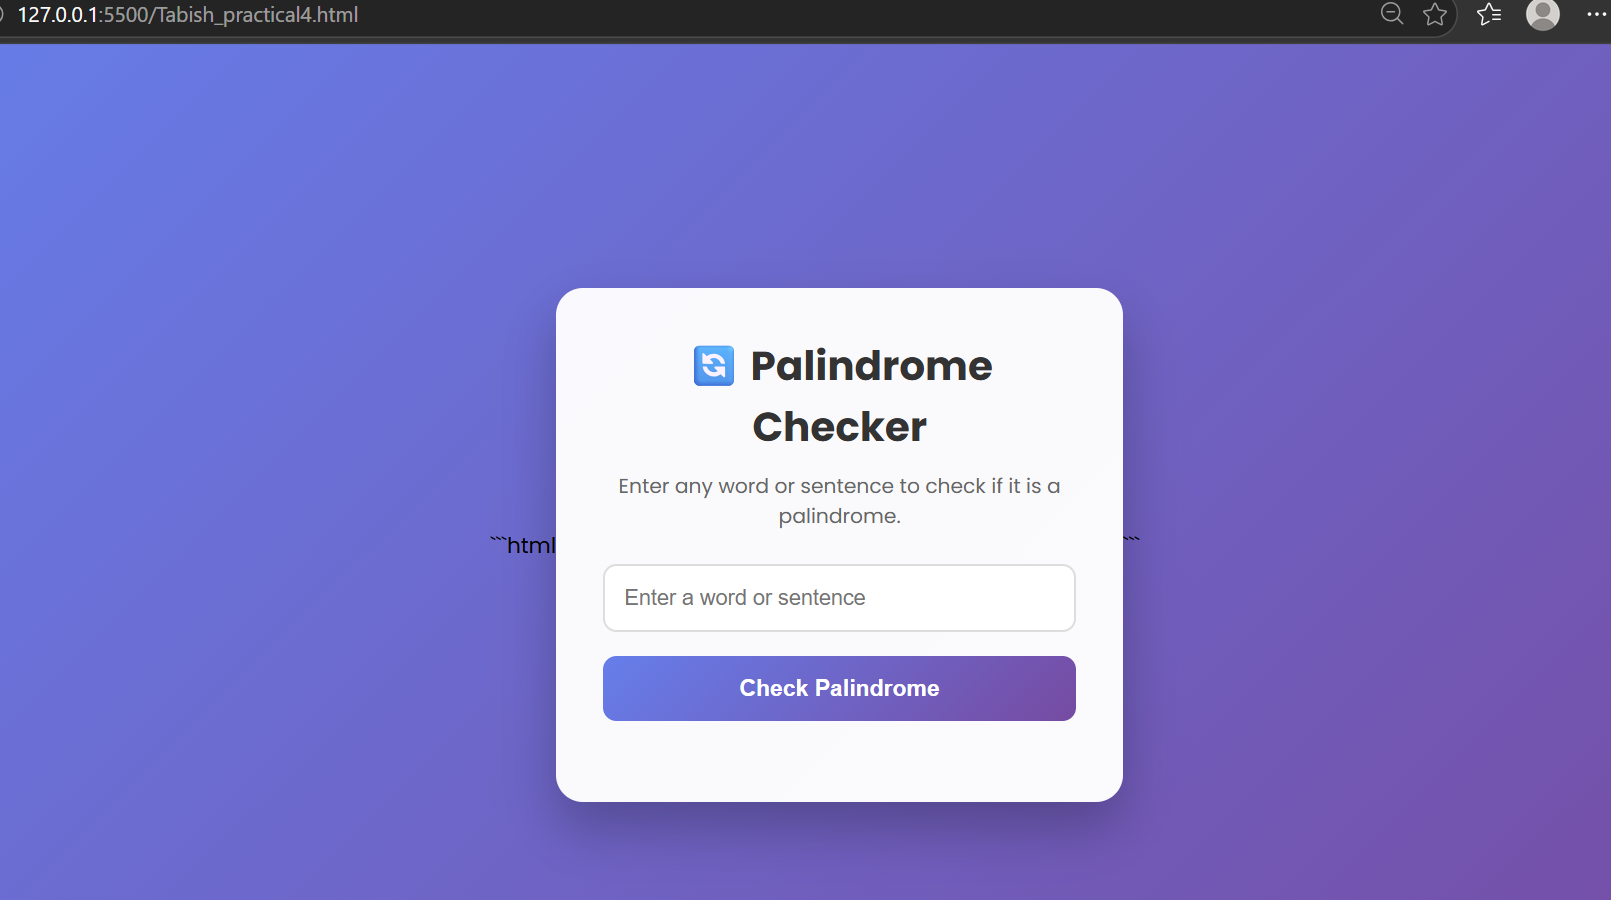 127.0.0.1:5500/Tabish_practical4.html
🔄 Palindrome
Checker
Enter any word or sentence to check if it is a
palindrome.
```html
```
Enter a word or sentence
Check Palindrome